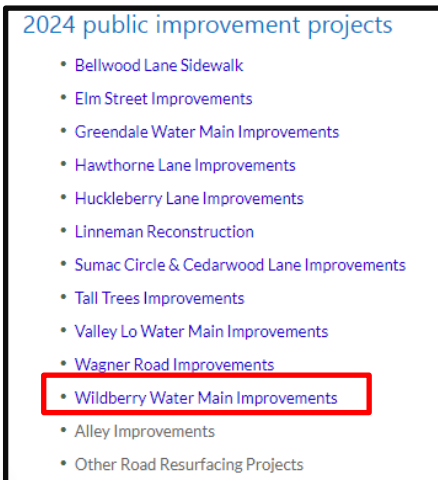 2024 public improvement projects
• Bellwood Lane Sidewalk
• Elm Street Improvements
• Greendale Water Main Improvements
• Hawthorne Lane Improvements
• Huckleberry Lane Improvements
• Linneman Reconstruction
• Sumac Circle & Cedarwood Lane Improvements
• Tall Trees Improvements
• Valley Lo Water Main Improvements
• Wagner Road Improvements
• Wildberry Water Main Improvements
• Alley Improvements
• Other Road Resurfacing Projects